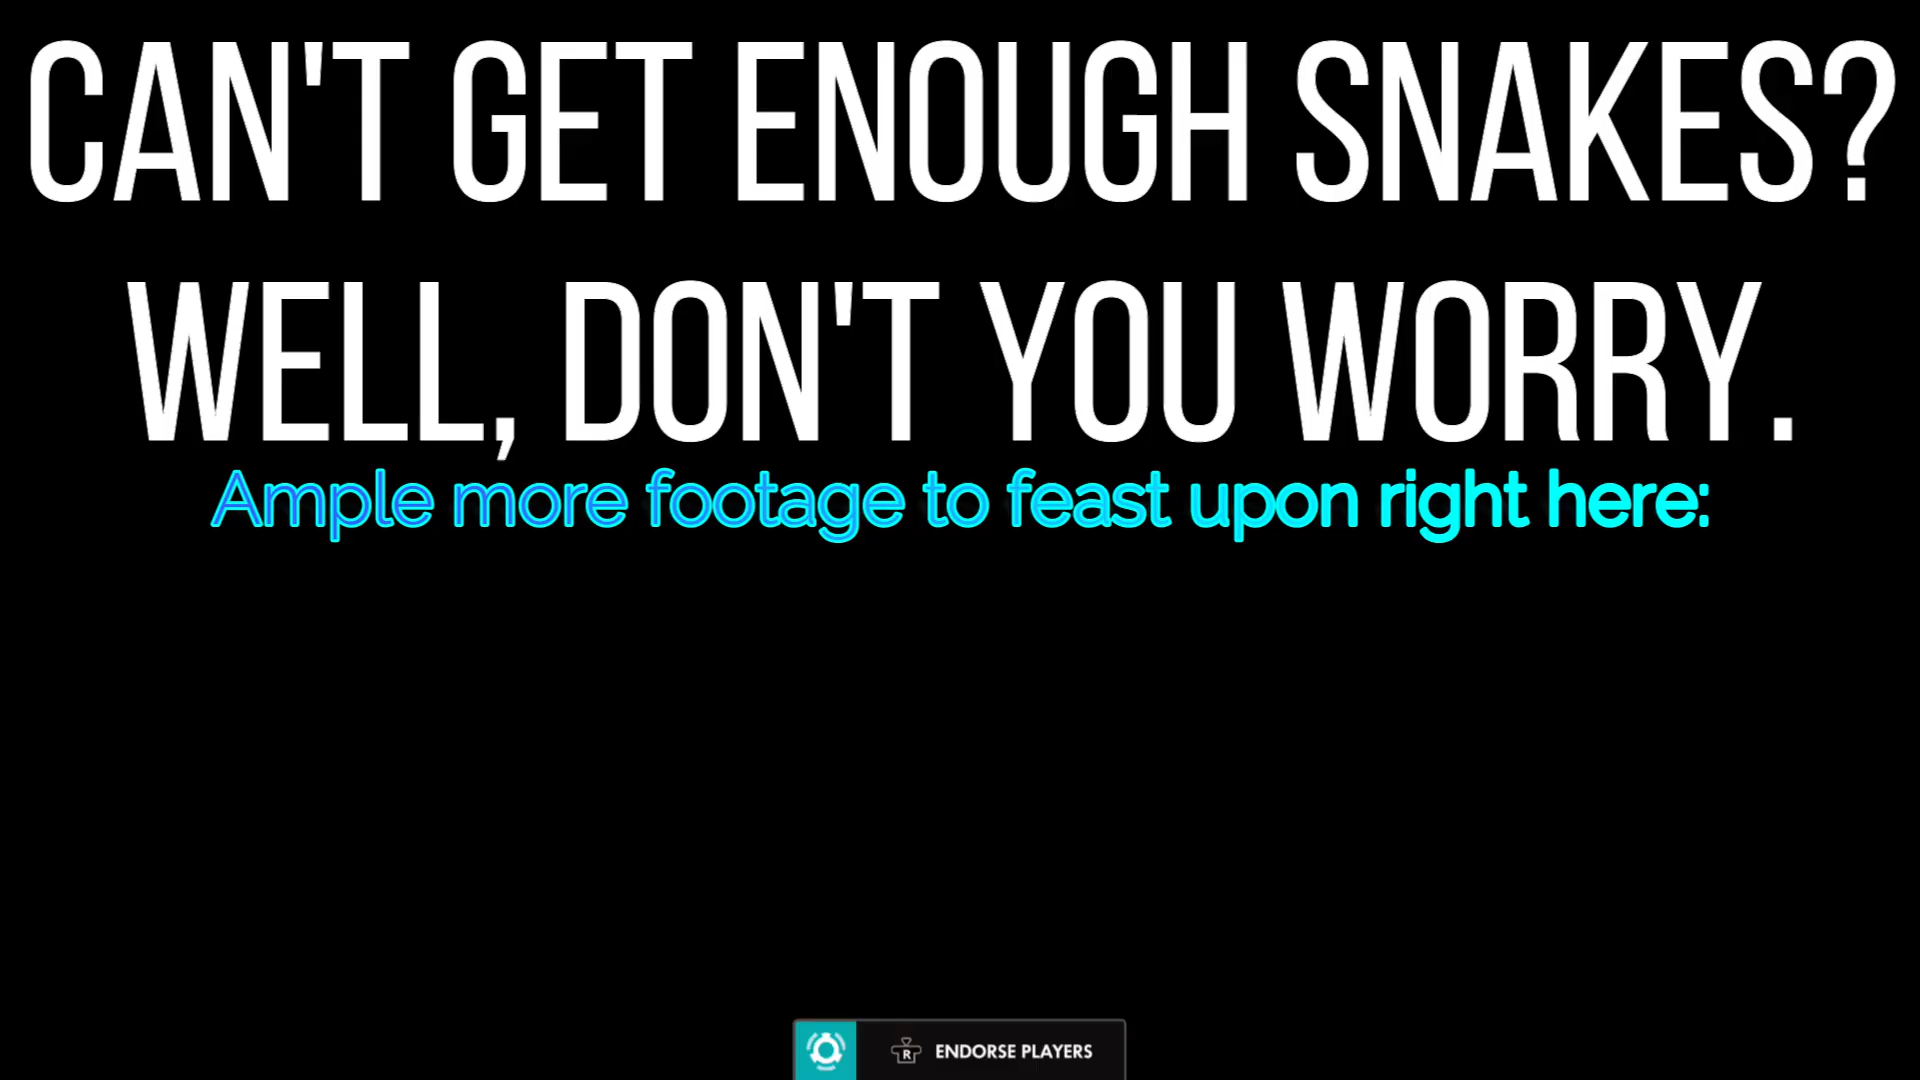 CAN'T GET ENOUGH SNAKES?
WELL, DON'T YOU WORRY.
Ample more footage to feast upon right here:
R ENDORSE PLAYERS